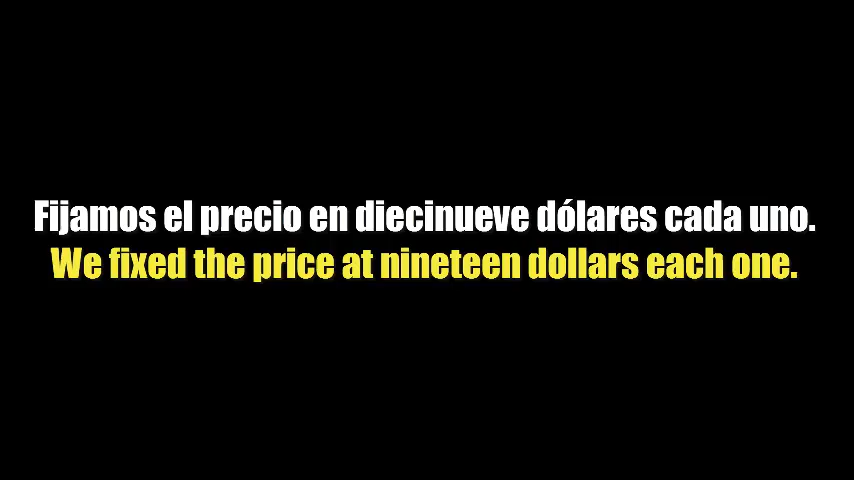 Fijamos el precio en diecinueve dólares cada uno.
We fixed the price at nineteen dollars each one.